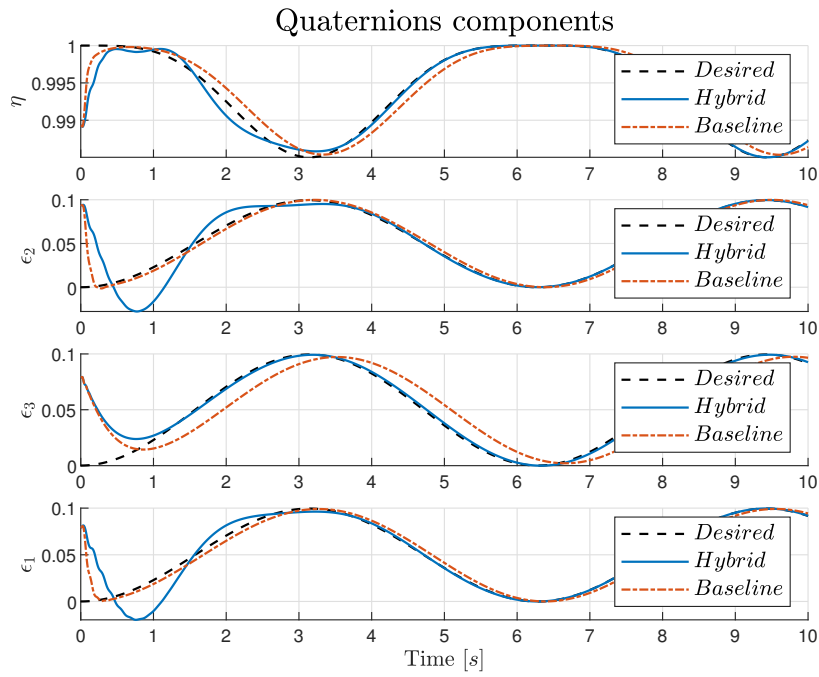 Quaternions components
1
0.995
0.99
η
Desired
Hybrid
Baseline
0 1 2 3 4 5 6 7 8 9 10
0.1
0.05
0
ϵ2
Desired
Hybrid
Baseline
0 1 2 3 4 5 6 7 8 9 10
0.1
0.05
0
ϵ3
Desired
Hybrid
Baseline
0 1 2 3 4 5 6 7 8 9 10
0.1
0.05
0
ϵ1
Desired
Hybrid
Baseline
0 1 2 3 4 5 6 7 8 9 10
Time [s]